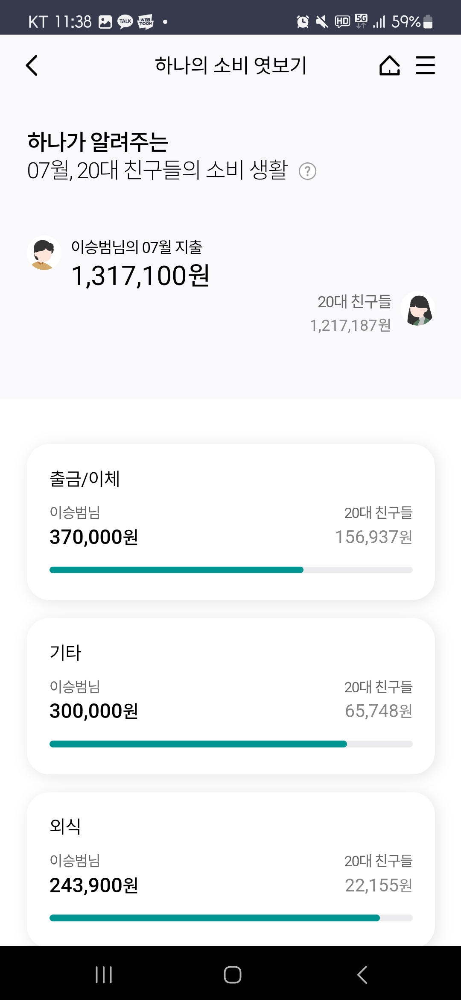 KT 11:38 TALK WEB TOON HD 5G 59%
하나의 소비 엿보기
하나가 알려주는
07월, 20대 친구들의 소비 생활 ?
이승범님의 07월 지출
1,317,100원
20대 친구들
1,217,187원
출금/이체
이승범님 20대 친구들
370,000원 156,937원
기타
이승범님 20대 친구들
300,000원 65,748원
외식
이승범님 20대 친구들
243,900원 22,155원